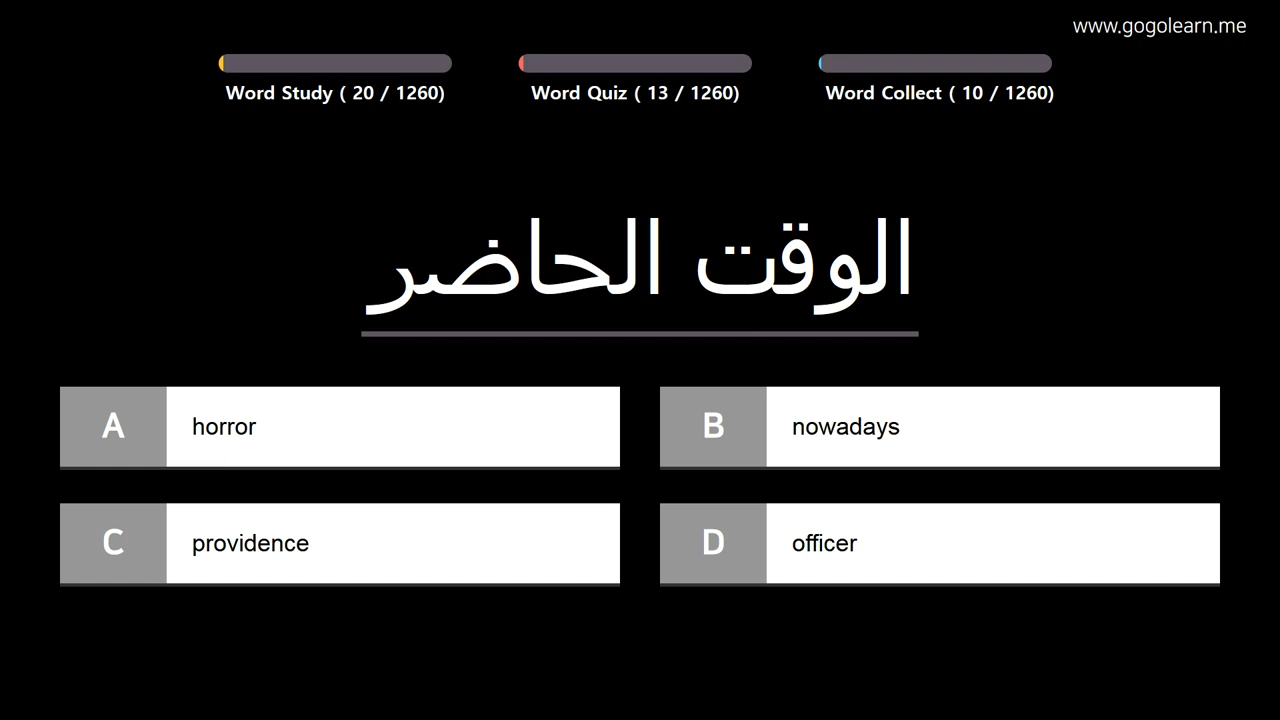 www.gogolearn.me
Word Study ( 20 / 1260)
Word Quiz ( 13 / 1260)
Word Collect ( 10 / 1260)
الوقت الحاضر
A horror
B nowadays
C providence
D officer